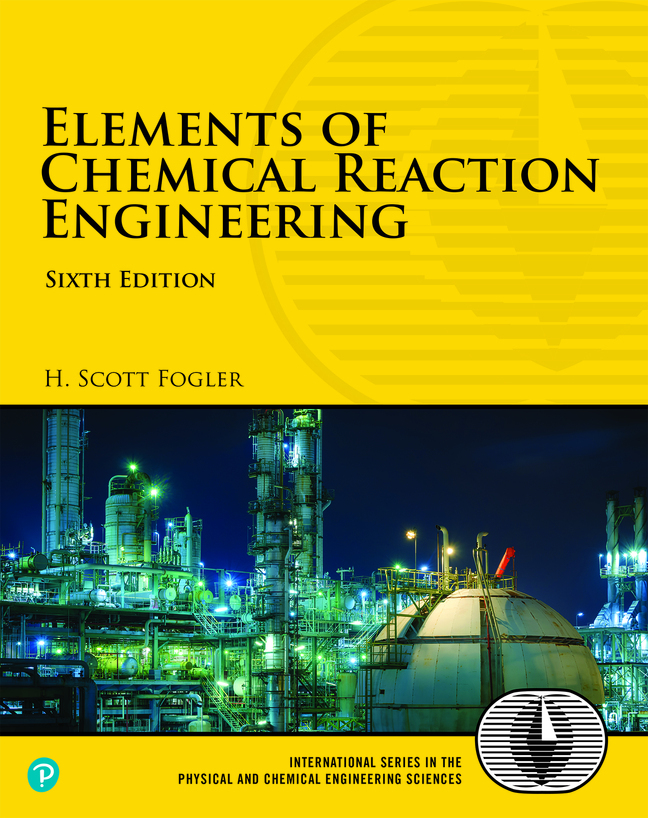 ELEMENTS OF
CHEMICAL REACTION
ENGINEERING
SIXTH EDITION
H. SCOTT FOGLER
INTERNATIONAL SERIES IN THE
PHYSICAL AND CHEMICAL ENGINEERING SCIENCES
P